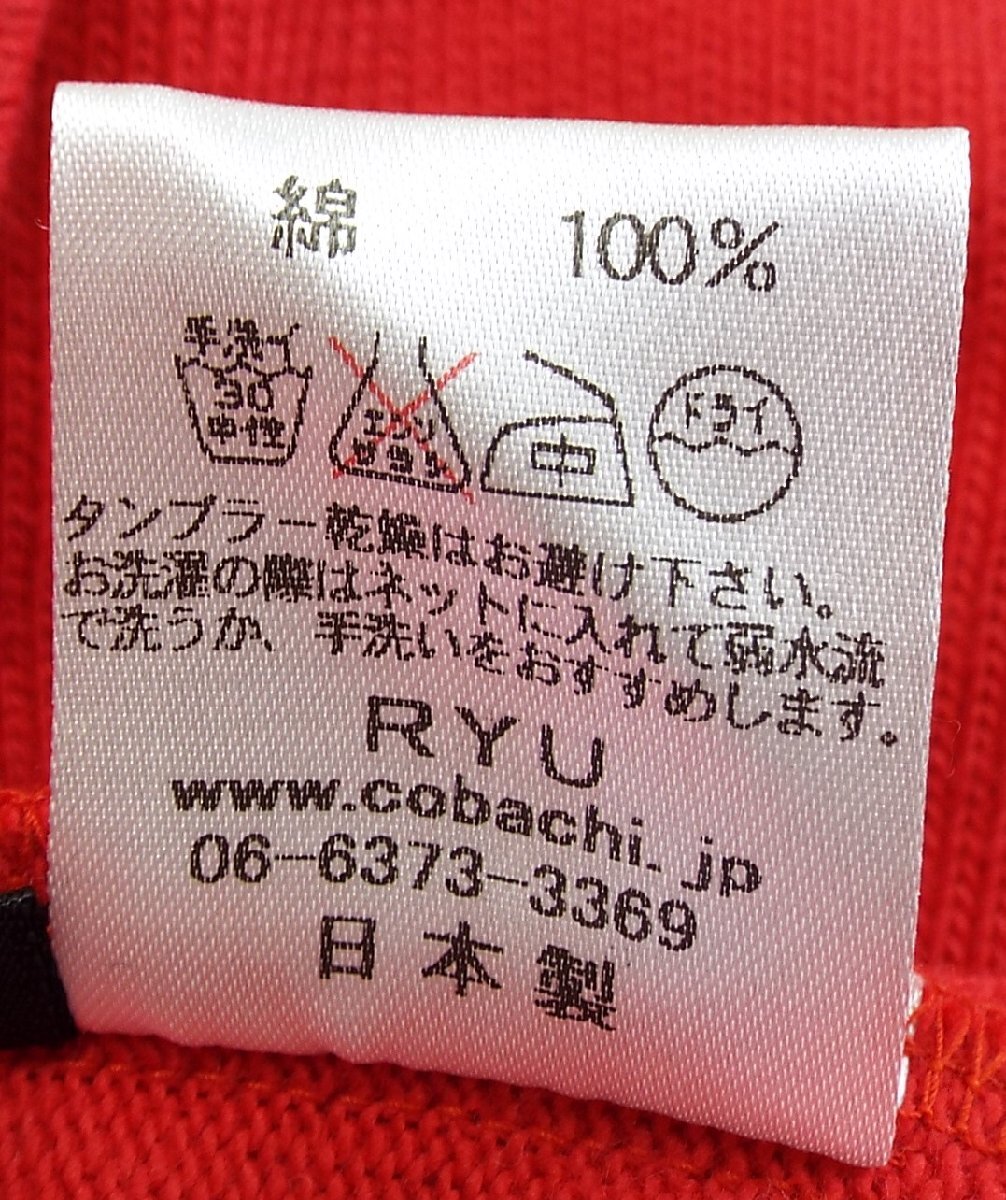 綿 100%
手洗イ
30
中性
エンソ
サラシ
中
ドライ
タンブラー乾燥はお避け下さい。
お洗濯の際はネットに入れて弱水流
で洗うか、手洗いをおすすめします。
RYU
www.cobachi.jp
06-6373-3369
日本製